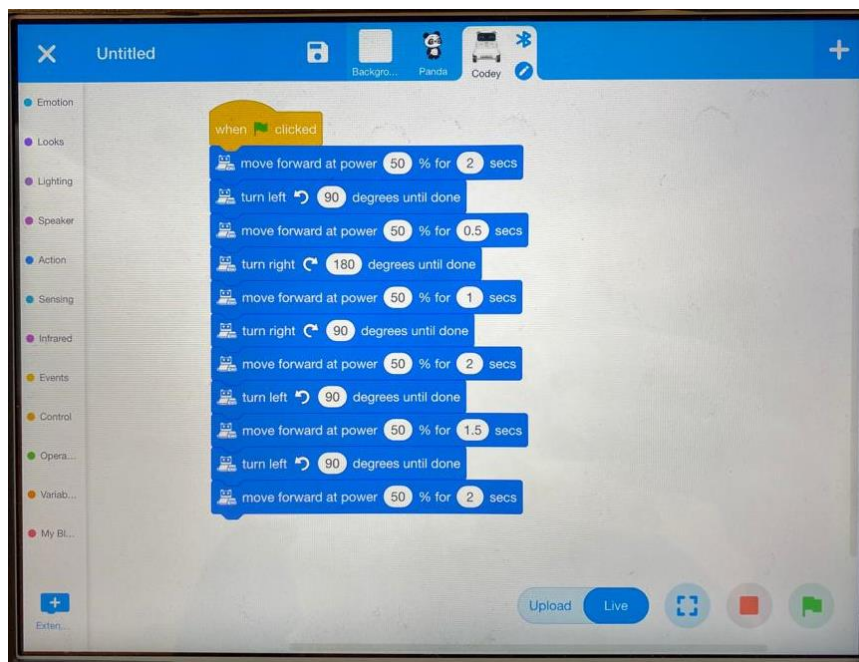 Untitled
Backgro...
Panda
Codey
Emotion
Looks
Lighting
Speaker
Action
Sensing
Infrared
Events
Control
Opera...
Variab...
My Bl...
Exten...
when clicked
move forward at power 50 % for 2 secs
turn left 90 degrees until done
move forward at power 50 % for 0.5 secs
turn right 180 degrees until done
move forward at power 50 % for 1 secs
turn right 90 degrees until done
move forward at power 50 % for 2 secs
turn left 90 degrees until done
move forward at power 50 % for 1.5 secs
turn left 90 degrees until done
move forward at power 50 % for 2 secs
Upload Live